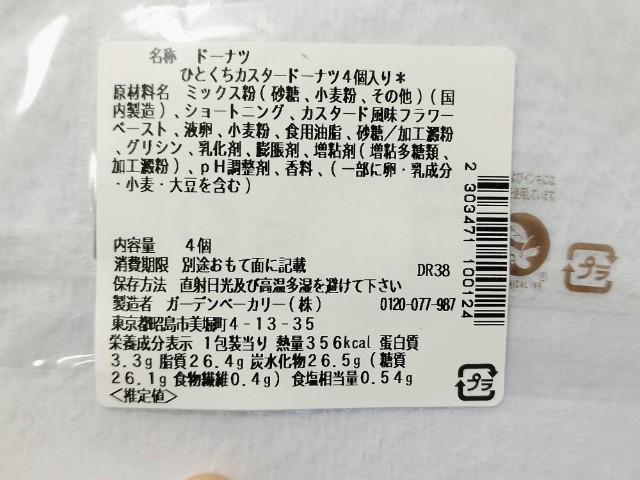 名称 ドーナツ
ひとくちカスタードーナツ4個入り*
原材料名 ミックス粉(砂糖、小麦粉、その他)(国
内製造)、ショートニング、カスタード風味フラワー
ペースト、液卵、小麦粉、食用油脂、砂糖/加工澱粉
、グリシン、乳化剤、膨脹剤、増粘剤(増粘多糖類、
加工澱粉)、pH調整剤、香料、(一部に卵・乳成分
・小麦・大豆を含む)
内容量 4個
消費期限 別途おもて面に記載 DR38
保存方法 直射日光及び高温多湿を避けて下さい
製造者 ガーデンベーカリー(株) 0120-077-987
東京都昭島市美堀町4-13-35
栄養成分表示 1包装当り 熱量356kcal 蛋白質
3.3g 脂質26.4g 炭水化物26.5g(糖質
26.1g 食物繊維0.4g) 食塩相当量0.54g
<推定値>
プラ
2 303471 100124
プラ